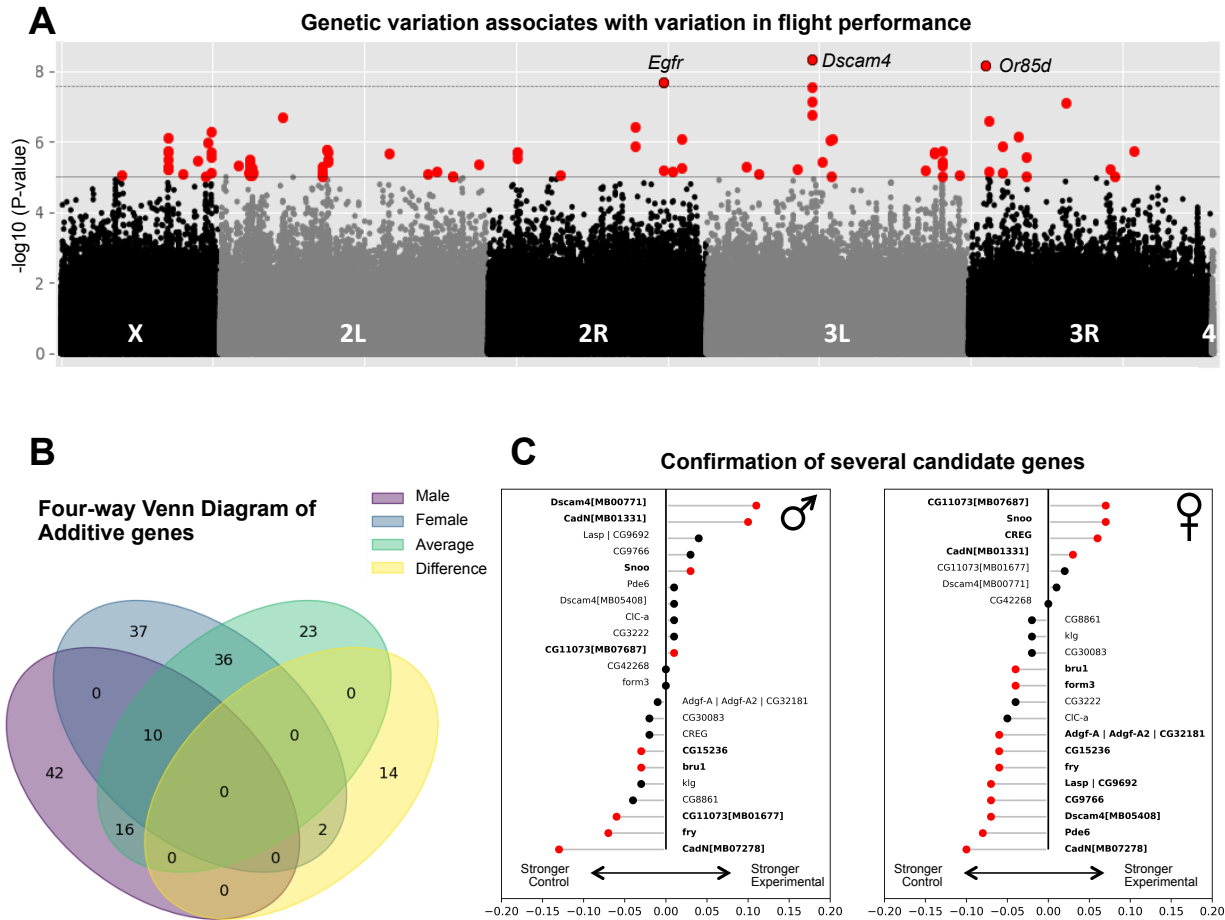 A
Genetic variation associates with variation in flight performance
-log10 (P-value)
8
6
4
2
0
Egfr
Dscam4
Or85d
X
2L
2R
3L
3R
4
B
Four-way Venn Diagram of
Additive genes
Male
Female
Average
Difference
37
23
36
0
0
10
0
42
14
0
16
2
0
0
0
C
Confirmation of several candidate genes
♂
Dscam4[MB00771]
CadN[MB01331]
Lasp | CG9692
CG9766
Snoo
Pde6
Dscam4[MB05408]
ClC-a
CG3222
CG11073[MB07687]
CG42268
form3
Adgf-A | Adgf-A2 | CG32181
CG30083
CREG
CG15236
bru1
klg
CG8861
CG11073[MB01677]
fry
CadN[MB07278]
Stronger
Control
Stronger
Experimental
−0.20 −0.15 −0.10 −0.05 0.00 0.05 0.10 0.15 0.20
♀
CG11073[MB07687]
Snoo
CREG
CadN[MB01331]
CG11073[MB01677]
Dscam4[MB00771]
CG42268
CG8861
klg
CG30083
bru1
form3
CG3222
ClC-a
Adgf-A | Adgf-A2 | CG32181
CG15236
fry
Lasp | CG9692
CG9766
Dscam4[MB05408]
Pde6
CadN[MB07278]
Stronger
Control
Stronger
Experimental
−0.20 −0.15 −0.10 −0.05 0.00 0.05 0.10 0.15 0.20